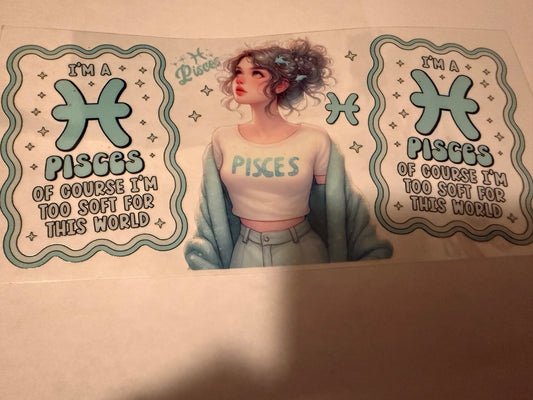 I'M A
PISCES
OF COURSE I'M
TOO SOFT FOR
THIS WORLD
Pisces
PISCES
I'M A
PISCES
OF COURSE I'M
TOO SOFT FOR
THIS WORLD